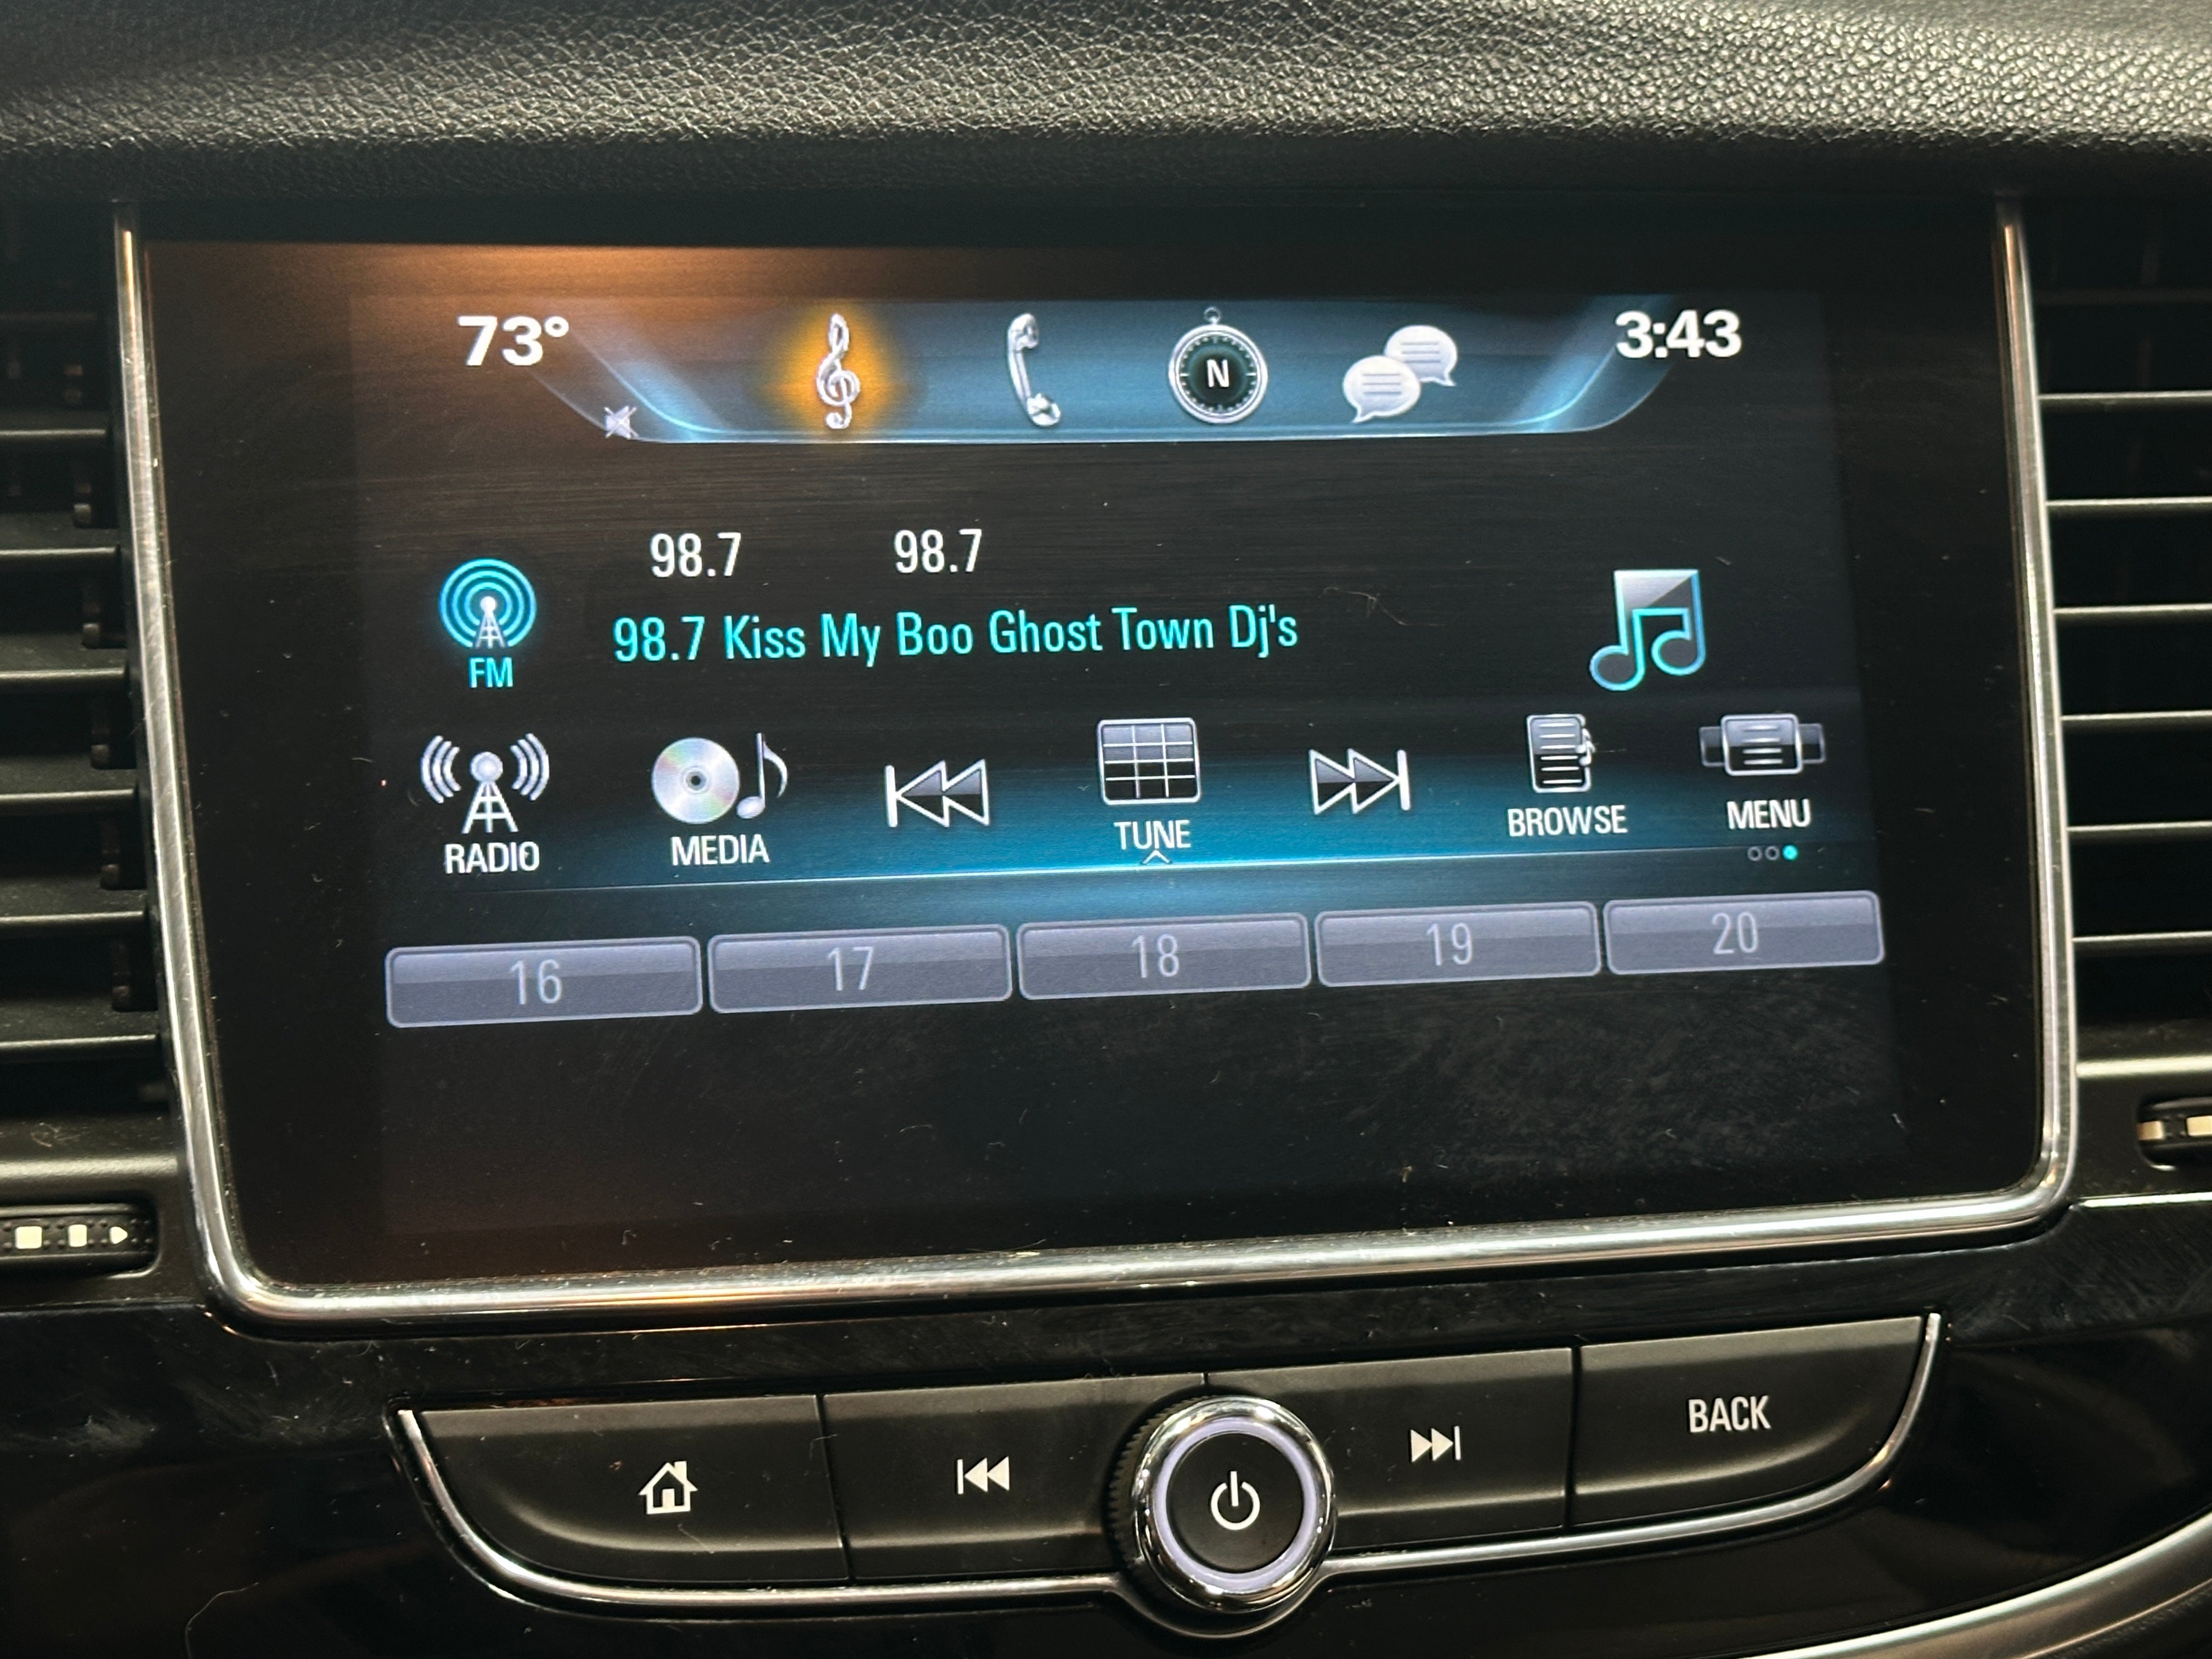 73° 3:43
N
98.7 98.7
98.7 Kiss My Boo Ghost Town Dj's
FM
RADIO MEDIA TUNE BROWSE MENU
16 17 18 19 20
BACK